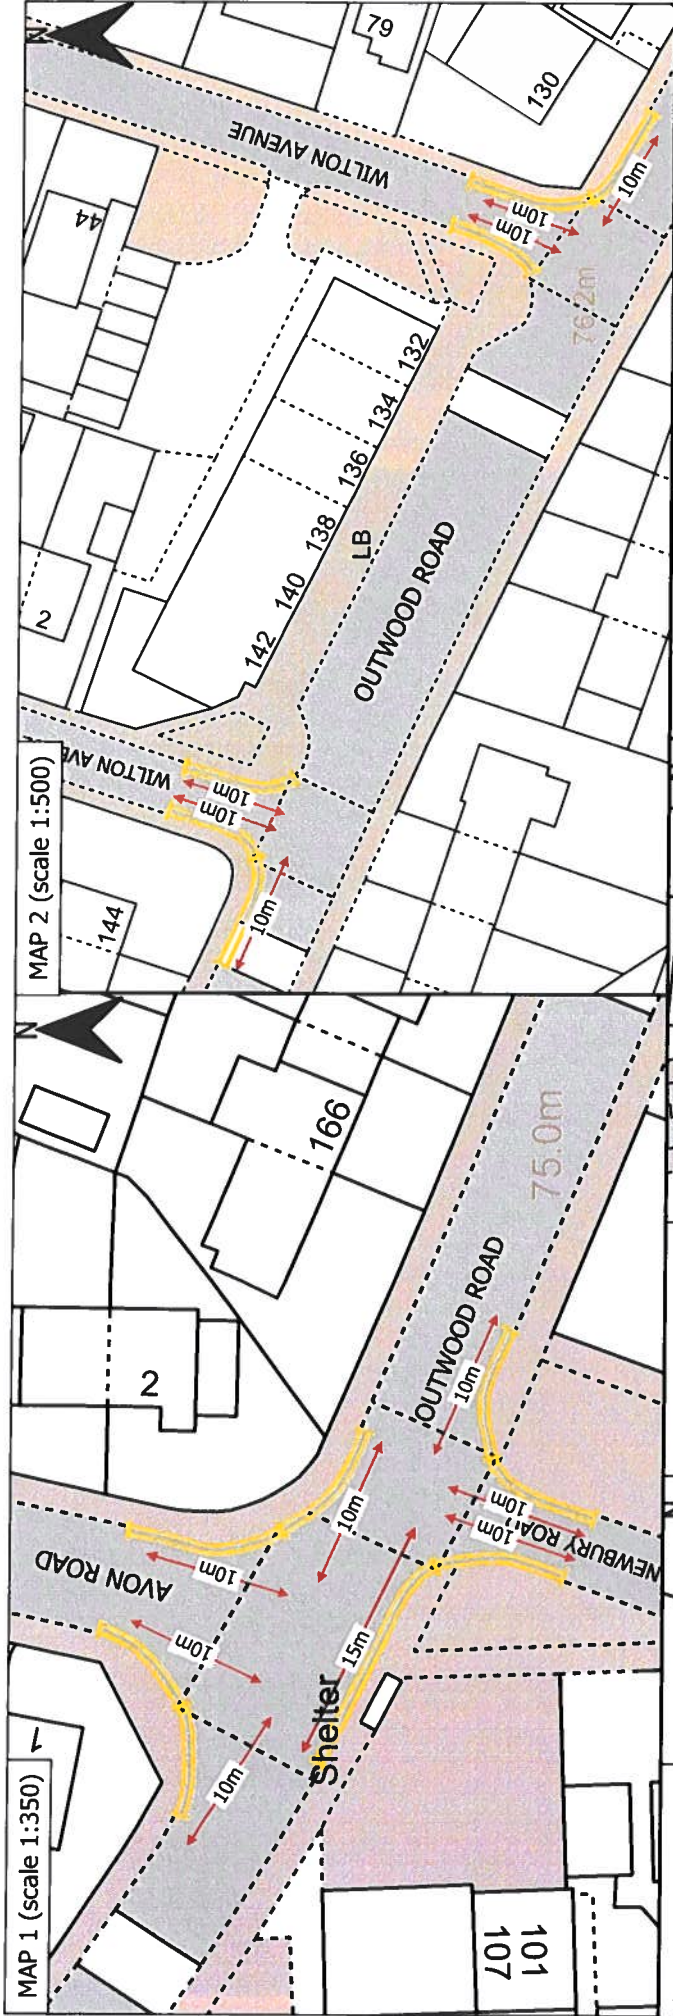 MAP 1 (scale 1:350)
N
1
2
166
AVON ROAD
10m
10m
10m
10m
Shelter
15m
OUTWOOD ROAD
10m
75.0m
10m
10m
NEWBURY ROAD
101
107
MAP 2 (scale 1:500)
N
2
44
79
130
144
WILTON AVE
10m
10m
10m
142
140
138
136
134
132
LB
OUTWOOD ROAD
WILTON AVENUE
10m
10m
10m
76.2m